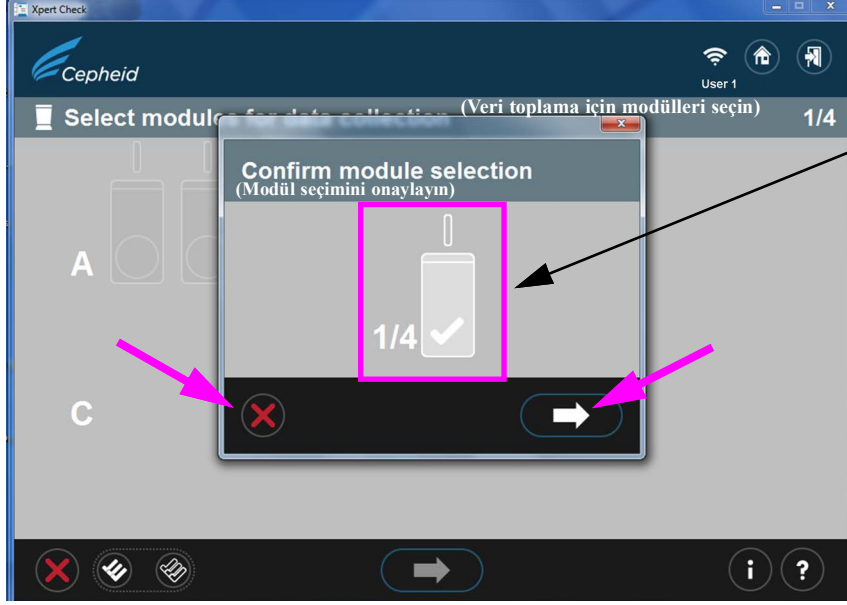 Xpert Check
Cepheid
User 1
Select modules for data collection (Veri toplama için modülleri seçin) 1/4
Confirm module selection
(Modül seçimini onaylayın)
A
1/4
C
i ?